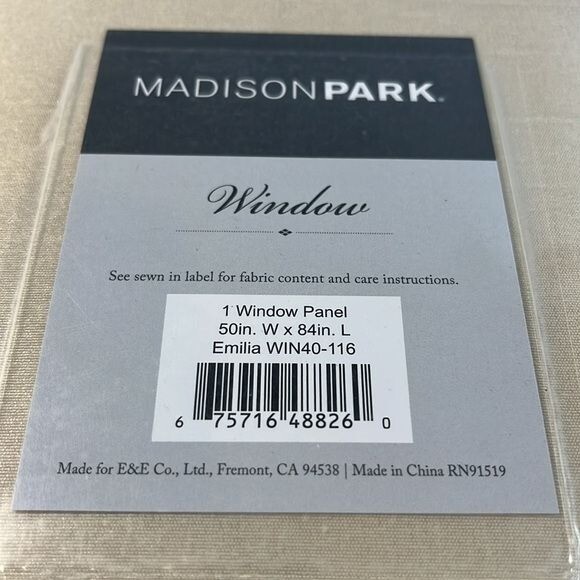 MADISONPARK®
Window
See sewn in label for fabric content and care instructions.
1 Window Panel
50in. W x 84in. L
Emilia WIN40-116
6 75716 48826 0
Made for E&E Co., Ltd., Fremont, CA 94538 | Made in China RN91519